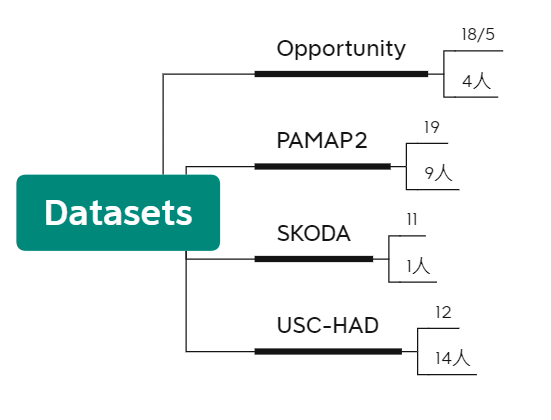 Datasets
Opportunity
18/5
4人
PAMAP2
19
9人
SKODA
11
1人
USC-HAD
12
14人